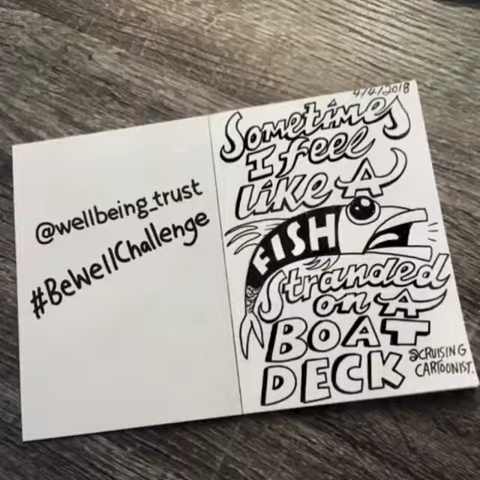 @wellbeing_trust
#BeWellChallenge
4/4/2018
Sometimes
I feel
like A
FISH
Stranded
on A
BOAT
DECK
@CRUISING
CARTOONIST.